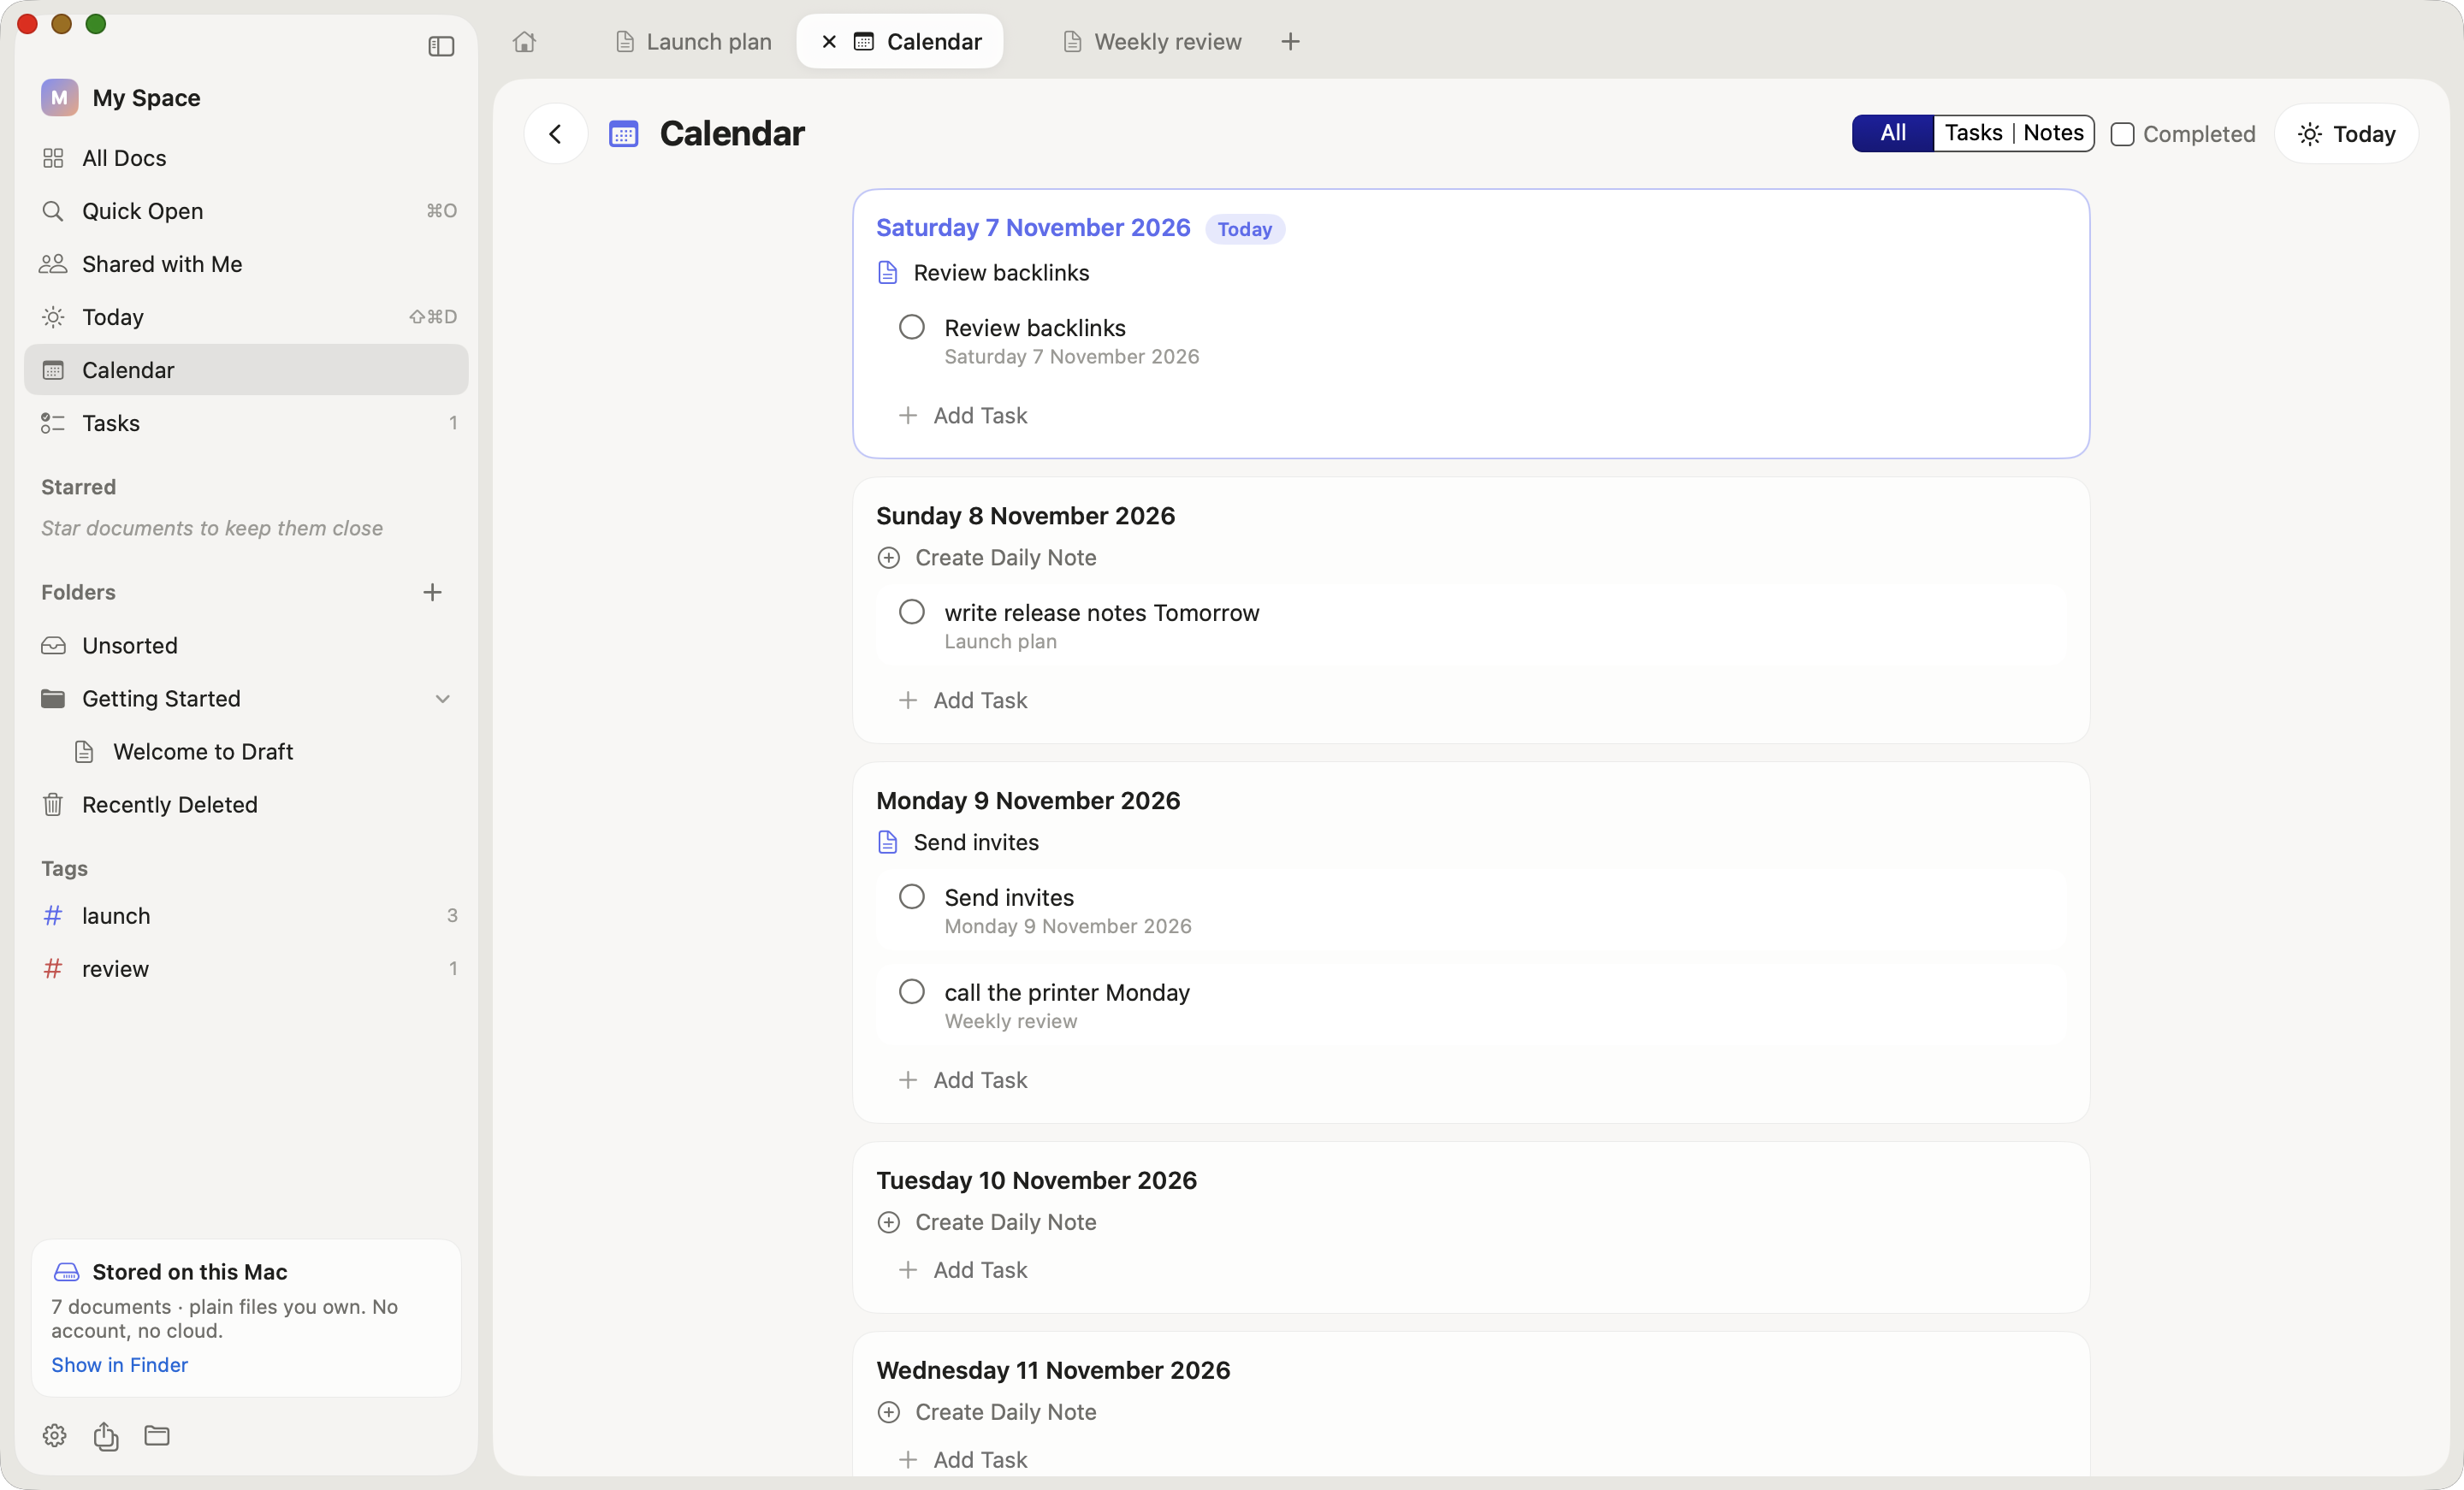 M My Space
All Docs
Quick Open ⌘O
Shared with Me
Today ⇧⌘D
Calendar
Tasks 1
Starred
Star documents to keep them close
Folders
Unsorted
Getting Started
Welcome to Draft
Recently Deleted
Tags
# launch 3
# review 1
Stored on this Mac
7 documents · plain files you own. No
account, no cloud.
Show in Finder
Launch plan
Calendar
Weekly review
Calendar
All Tasks Notes Completed Today
Saturday 7 November 2026 Today
Review backlinks
Review backlinks
Saturday 7 November 2026
Add Task
Sunday 8 November 2026
Create Daily Note
write release notes Tomorrow
Launch plan
Add Task
Monday 9 November 2026
Send invites
Send invites
Monday 9 November 2026
call the printer Monday
Weekly review
Add Task
Tuesday 10 November 2026
Create Daily Note
Add Task
Wednesday 11 November 2026
Create Daily Note
Add Task